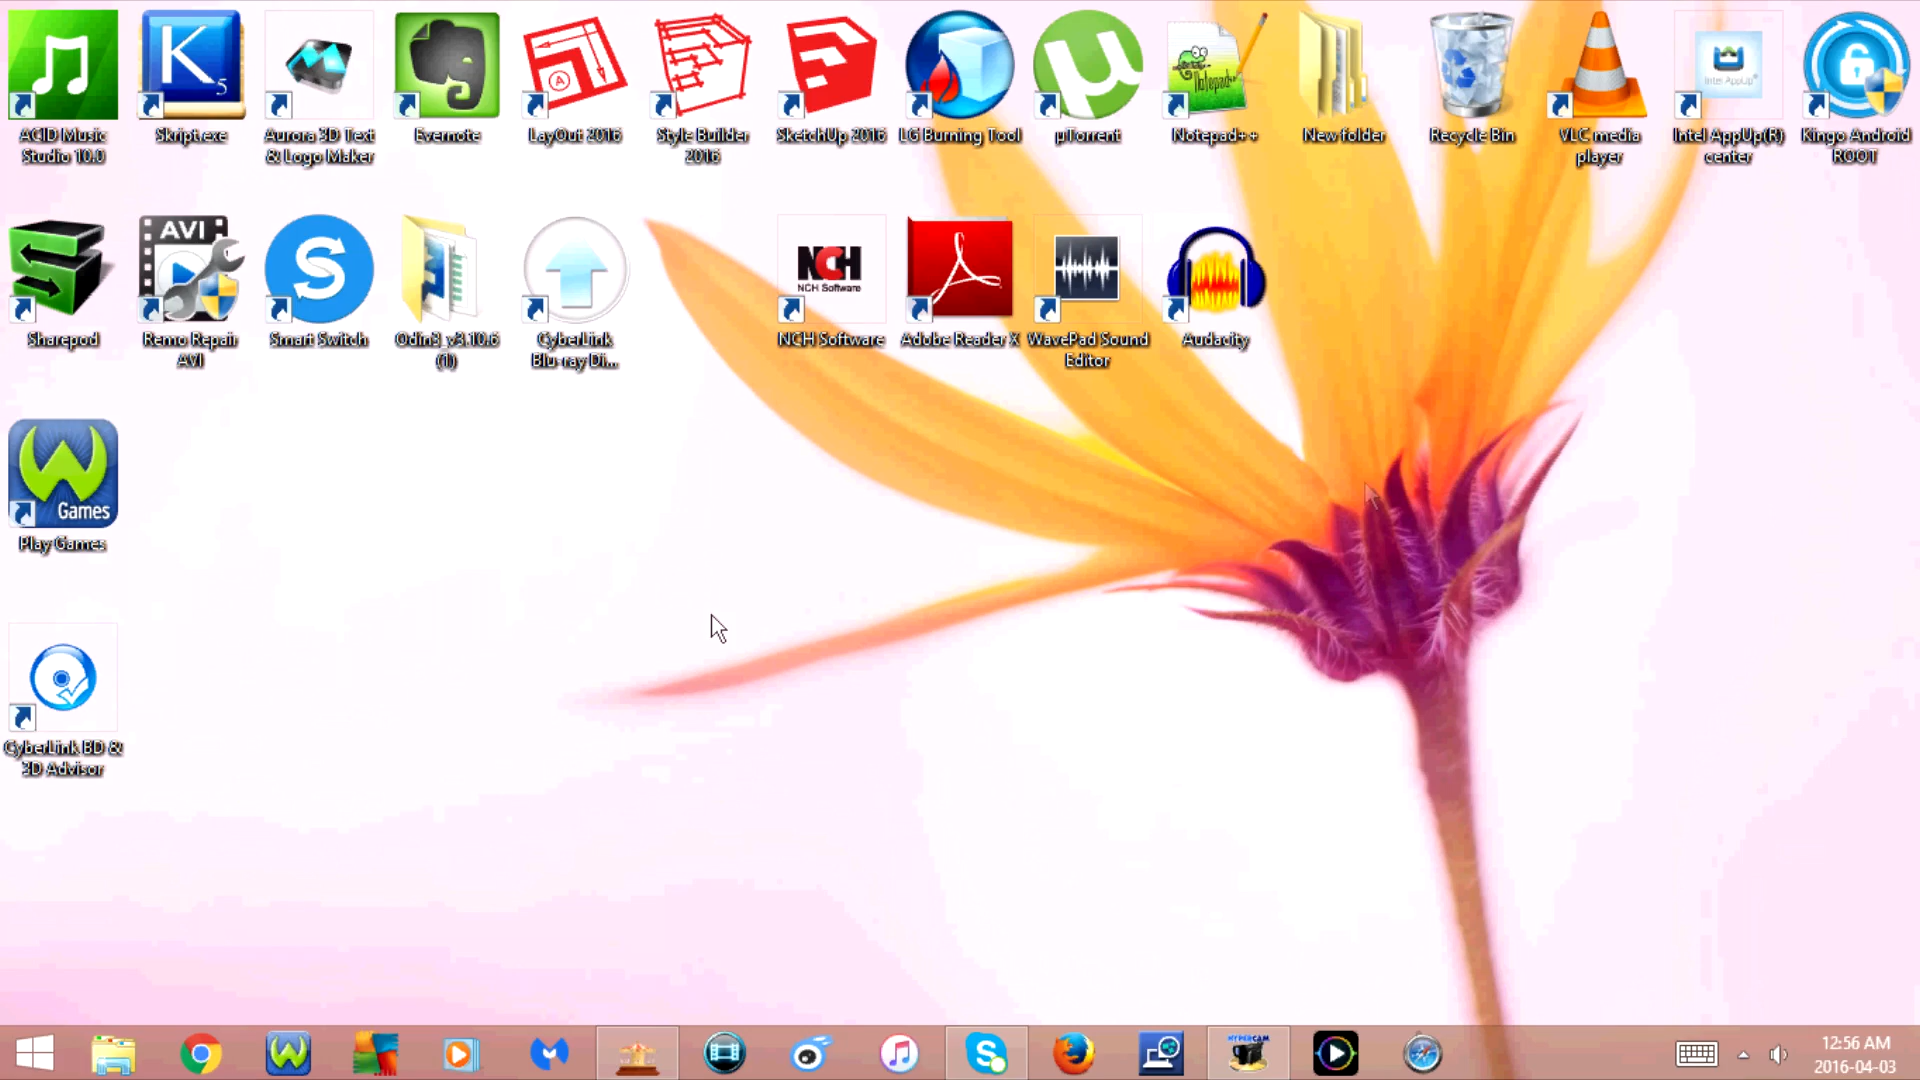 ACID Music
Studio 10.0
Skript.exe
Aurora 3D Text
& Logo Maker
Evernote
LayOut 2016
Style Builder
2016
SketchUp 2016
LG Burning Tool
µTorrent
Notepad++
New folder
Recycle Bin
VLC media
player
Intel AppUp®
Intel AppUp(R)
center
Kingo Android
ROOT
K
5
A
AVI
S
NCH
NCH Software
Sharepod
Remo Repair
AVI
Smart Switch
Odin3_v3.10.6
(1)
CyberLink
Blu-ray Di...
NCH Software
Adobe Reader X
WavePad Sound
Editor
Audacity
Games
Play Games
CyberLink BD &
3D Advisor
HYPERCAM
12:56 AM
2016-04-03